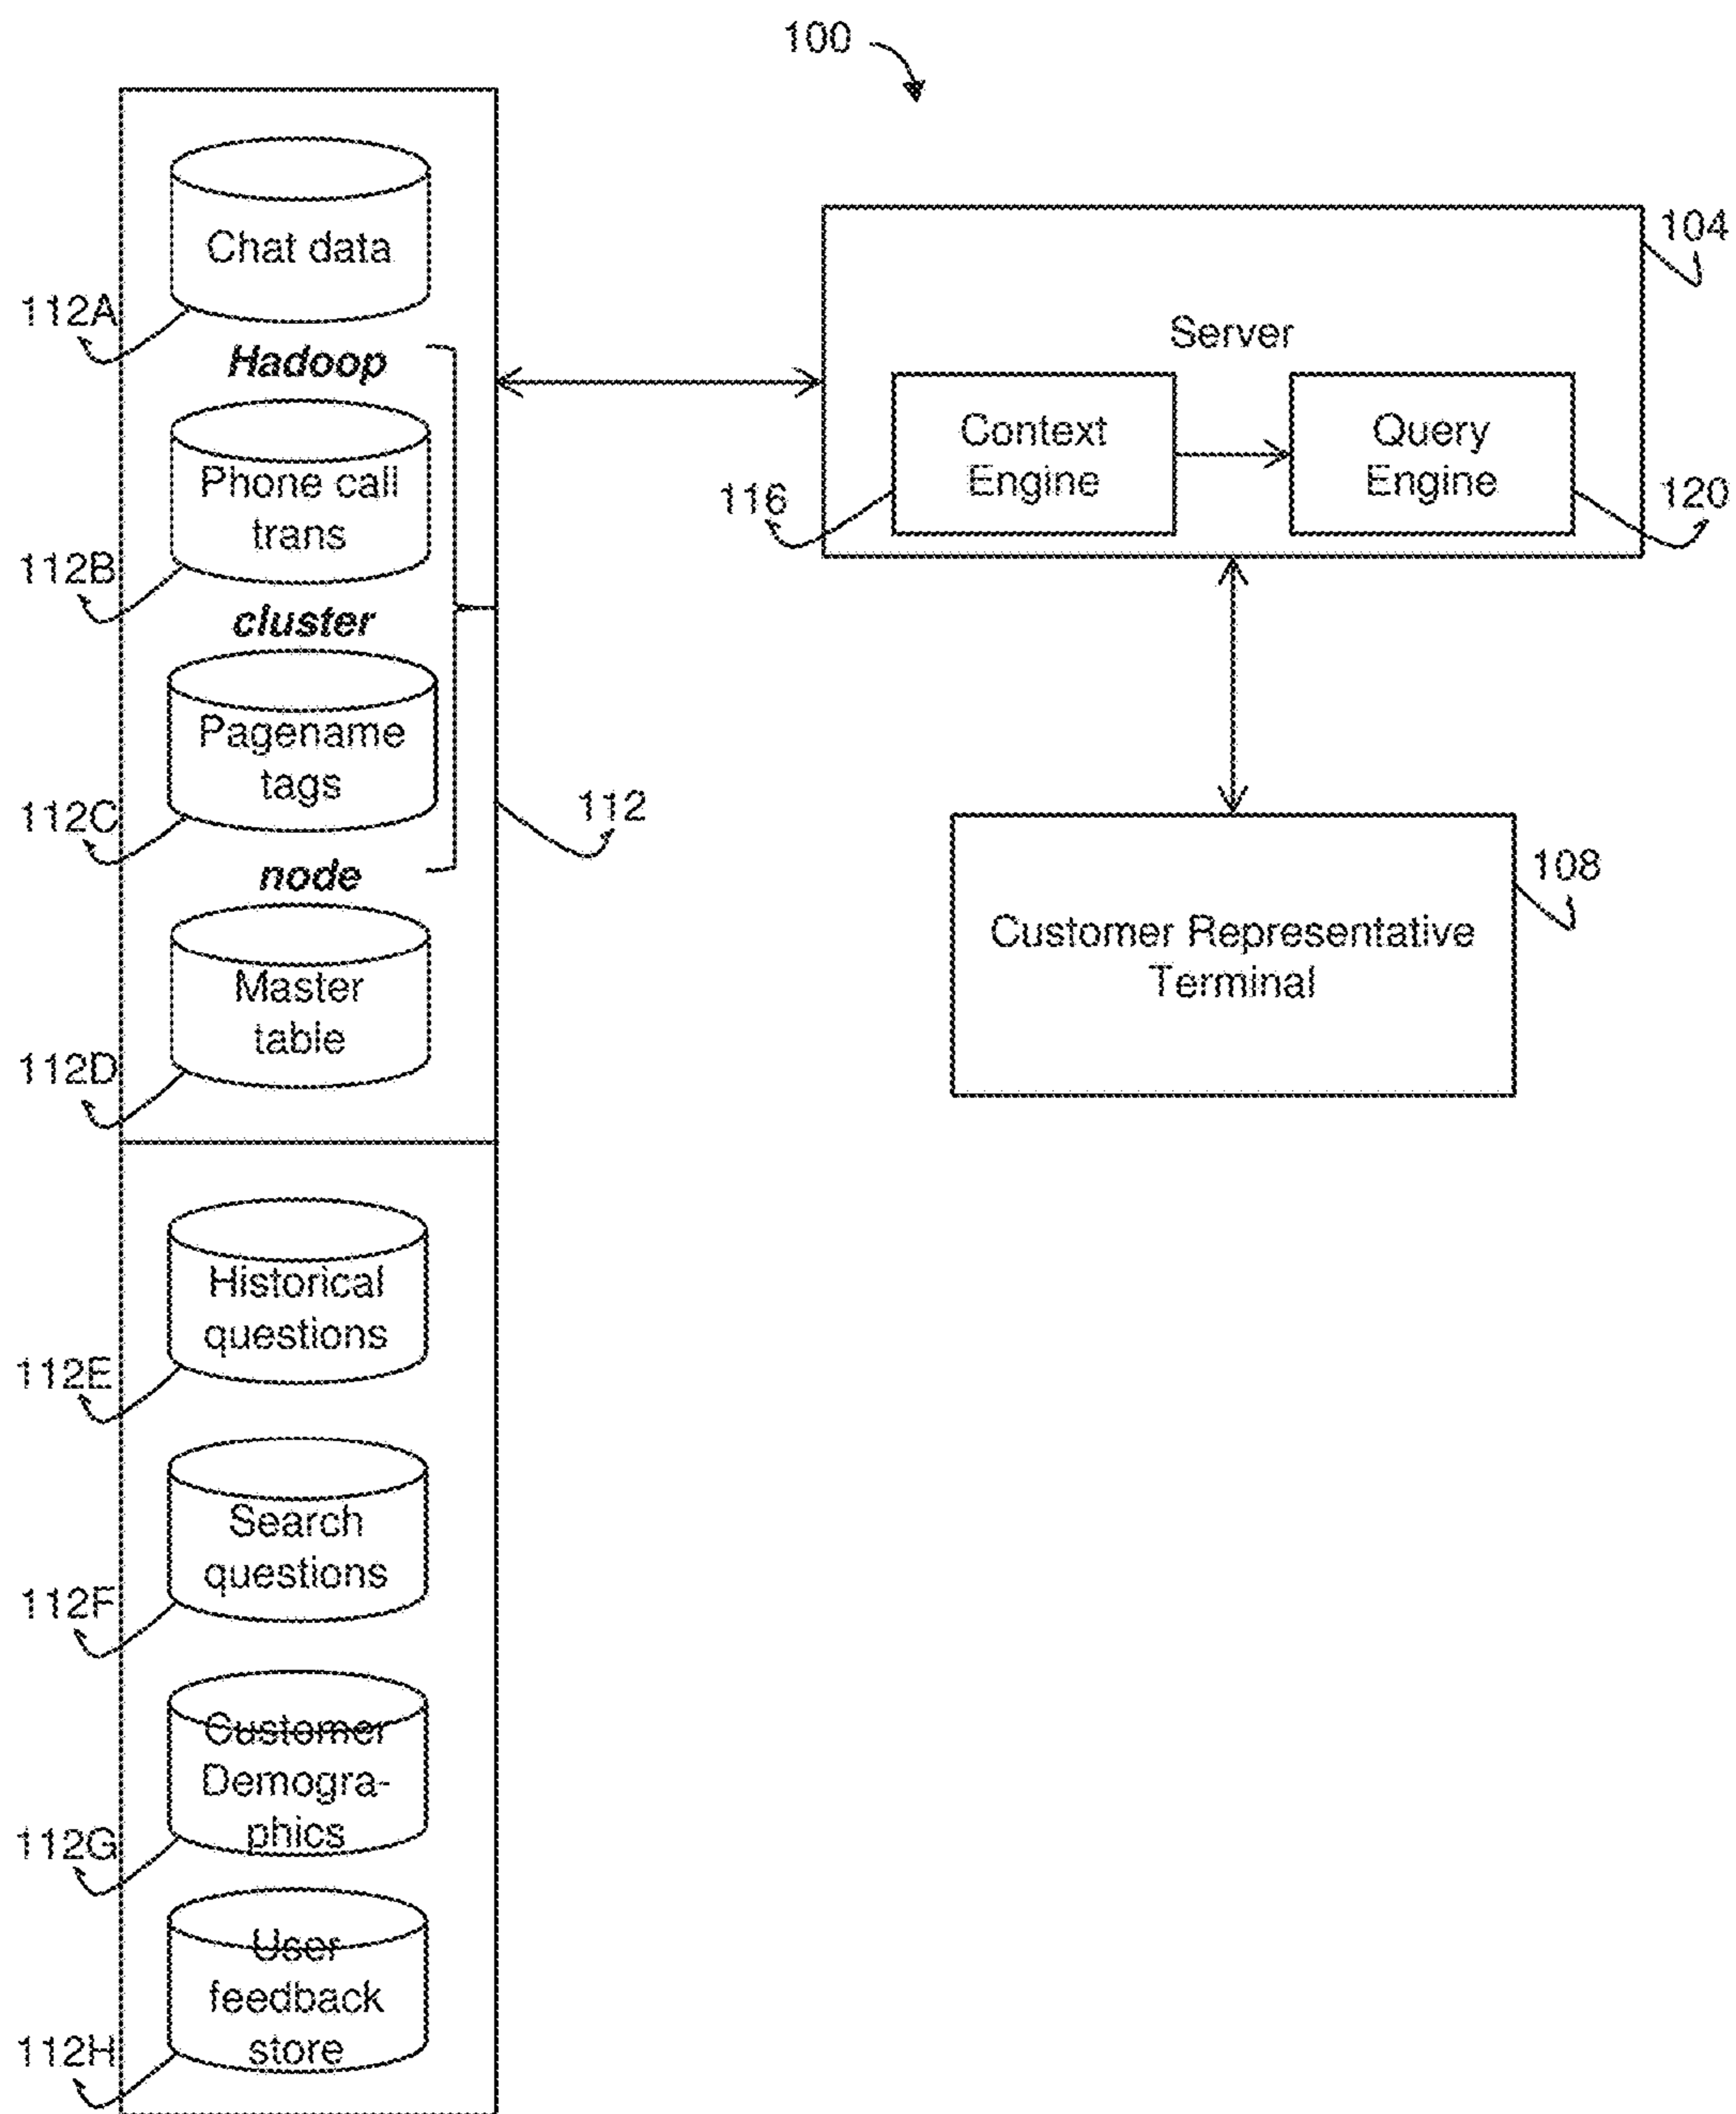 100
Chat data
112A
Hadoop
Phone call
trans
112B
cluster
Pagename
tags
112C
node
Master
table
112D
112
Historical
questions
112E
Search
questions
112F
Customer
Demogra-
phics
112G
User
feedback
store
112H
104
Server
Context
Engine
116
Query
Engine
120
Customer Representative
Terminal
108